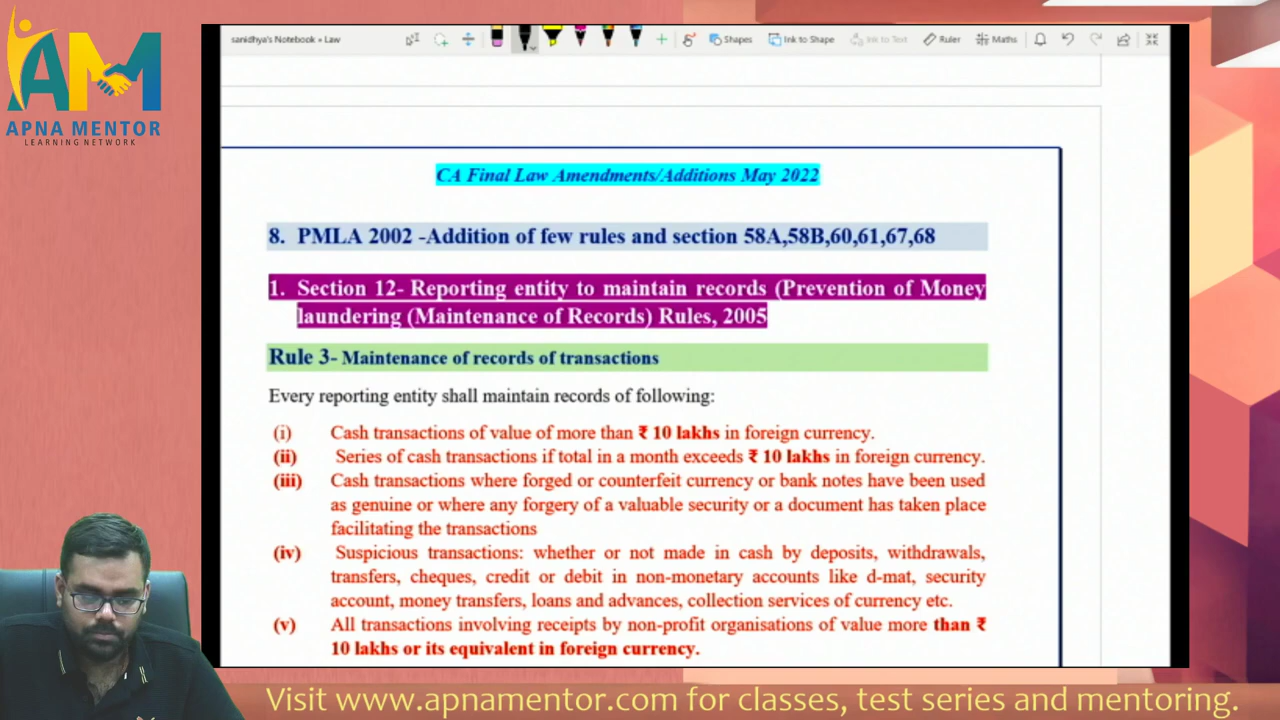 AM
APNA MENTOR
LEARNING NETWORK
sanidhya's Notebook » Law
Shapes
Ink to Shape
Ink to Text
Ruler
Maths
CA Final Law Amendments/Additions May 2022
8. PMLA 2002 -Addition of few rules and section 58A,58B,60,61,67,68
1. Section 12- Reporting entity to maintain records (Prevention of Money
laundering (Maintenance of Records) Rules, 2005
Rule 3- Maintenance of records of transactions
Every reporting entity shall maintain records of following:
(i) Cash transactions of value of more than ₹ 10 lakhs in foreign currency.
(ii) Series of cash transactions if total in a month exceeds ₹ 10 lakhs in foreign currency.
(iii) Cash transactions where forged or counterfeit currency or bank notes have been used
as genuine or where any forgery of a valuable security or a document has taken place
facilitating the transactions
(iv) Suspicious transactions: whether or not made in cash by deposits, withdrawals,
transfers, cheques, credit or debit in non-monetary accounts like d-mat, security
account, money transfers, loans and advances, collection services of currency etc.
(v) All transactions involving receipts by non-profit organisations of value more than ₹
10 lakhs or its equivalent in foreign currency.
Visit www.apnamentor.com for classes, test series and mentoring.